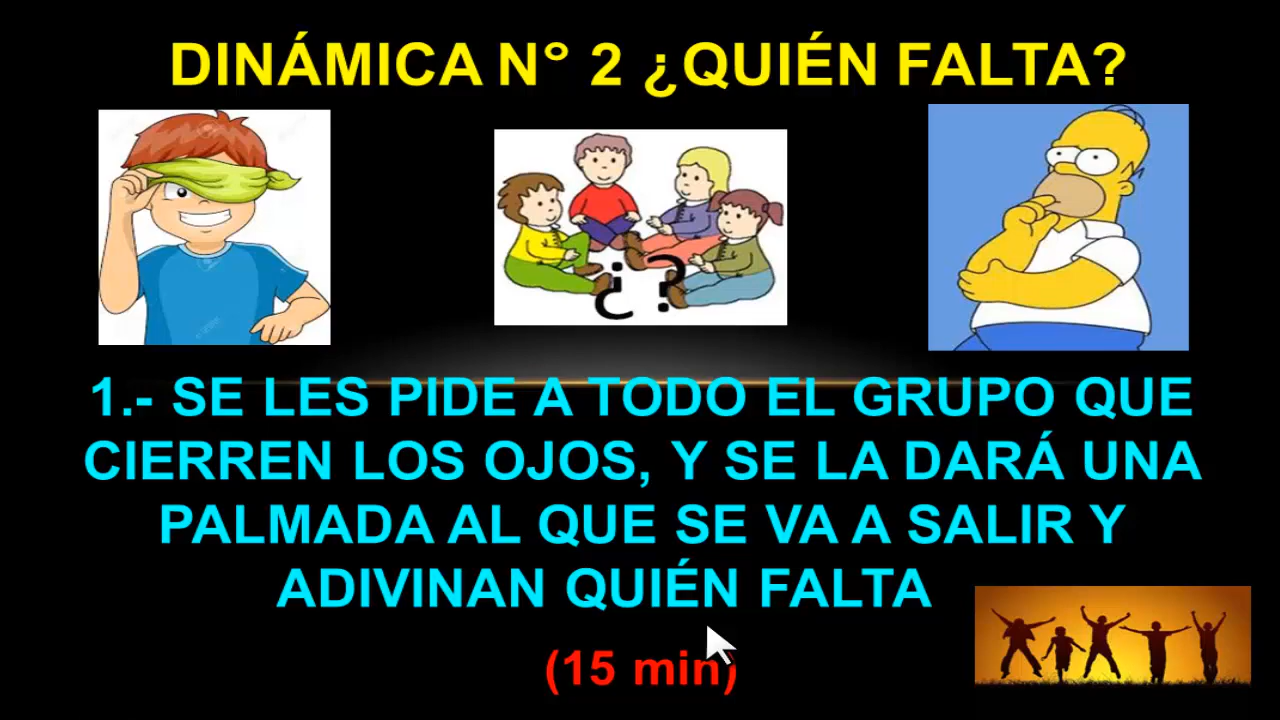 DINÁMICA N° 2 ¿QUIÉN FALTA?
¿ ?
1.- SE LES PIDE A TODO EL GRUPO QUE
CIERREN LOS OJOS, Y SE LA DARÁ UNA
PALMADA AL QUE SE VA A SALIR Y
ADIVINAN QUIÉN FALTA
(15 min)